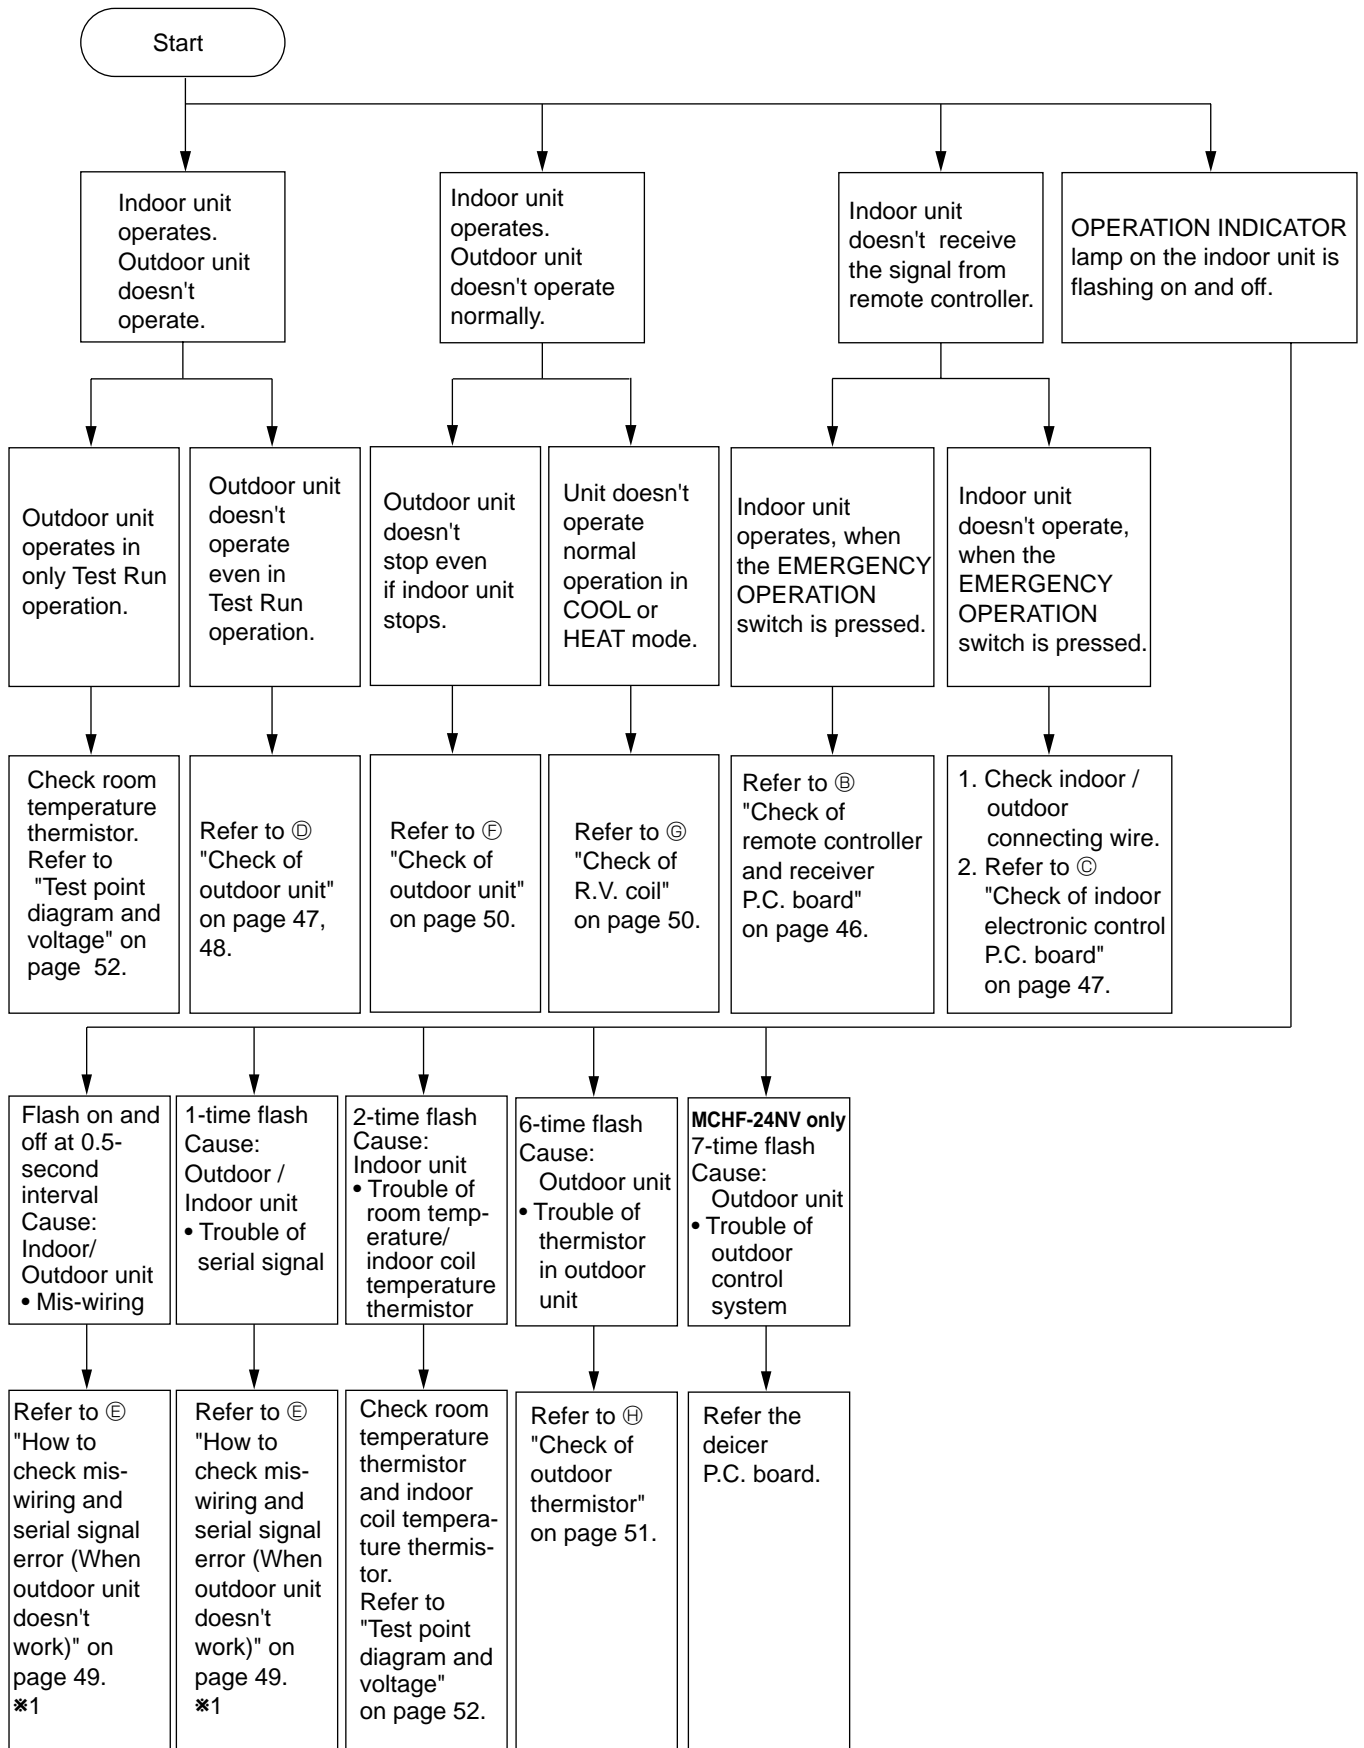 Start
Indoor unit
operates.
Outdoor unit
doesn't
operate.
Indoor unit
operates.
Outdoor unit
doesn't operate
normally.
Indoor unit
doesn't receive
the signal from
remote controller.
OPERATION INDICATOR
lamp on the indoor unit is
flashing on and off.
Outdoor unit
operates in
only Test Run
operation.
Outdoor unit
doesn't
operate
even in
Test Run
operation.
Outdoor unit
doesn't
stop even
if indoor unit
stops.
Unit doesn't
operate
normal
operation in
COOL or
HEAT mode.
Indoor unit
operates, when
the EMERGENCY
OPERATION
switch is pressed.
Indoor unit
doesn't operate,
when the
EMERGENCY
OPERATION
switch is pressed.
Check room
temperature
thermistor.
Refer to
"Test point
diagram and
voltage" on
page 52.
Refer to Ⓓ
"Check of
outdoor unit"
on page 47,
48.
Refer to Ⓕ
"Check of
outdoor unit"
on page 50.
Refer to Ⓖ
"Check of
R.V. coil"
on page 50.
Refer to Ⓑ
"Check of
remote controller
and receiver
P.C. board"
on page 46.
1. Check indoor /
outdoor
connecting wire.
2. Refer to Ⓒ
"Check of indoor
electronic control
P.C. board"
on page 47.
Flash on and
off at 0.5-
second
interval
Cause:
Indoor/
Outdoor unit
• Mis-wiring
1-time flash
Cause:
Outdoor /
Indoor unit
• Trouble of
serial signal
2-time flash
Cause:
Indoor unit
• Trouble of
room temp-
erature/
indoor coil
temperature
thermistor
6-time flash
Cause:
Outdoor unit
• Trouble of
thermistor
in outdoor
unit
MCHF-24NV only
7-time flash
Cause:
Outdoor unit
• Trouble of
outdoor
control
system
Refer to Ⓔ
"How to
check mis-
wiring and
serial signal
error (When
outdoor unit
doesn't
work)" on
page 49.
※1
Refer to Ⓔ
"How to
check mis-
wiring and
serial signal
error (When
outdoor unit
doesn't
work)" on
page 49.
※1
Check room
temperature
thermistor
and indoor
coil tempera-
ture thermis-
tor.
Refer to
"Test point
diagram and
voltage"
on page 52.
Refer to Ⓗ
"Check of
outdoor
thermistor"
on page 51.
Refer the
deicer
P.C. board.